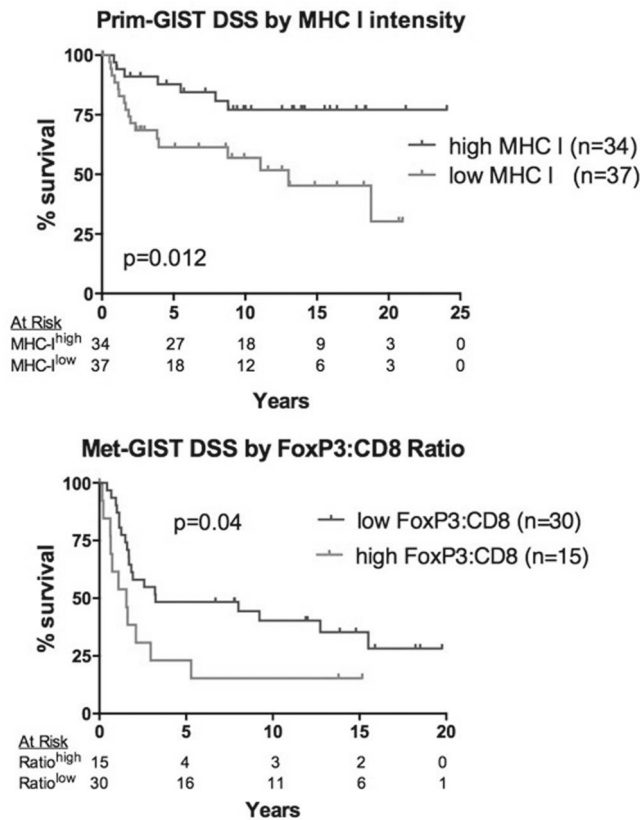 Prim-GIST DSS by MHC I intensity
100
75
50
25
0
% survival
high MHC I (n=34)
low MHC I (n=37)
p=0.012
0 5 10 15 20 25
At Risk
MHC-Ihigh 34 27 18 9 3 0
MHC-Ilow 37 18 12 6 3 0
Years
Met-GIST DSS by FoxP3:CD8 Ratio
100
75
50
25
0
% survival
p=0.04
low FoxP3:CD8 (n=30)
high FoxP3:CD8 (n=15)
0 5 10 15 20
At Risk
Ratiohigh 15 4 3 2 0
Ratiolow 30 16 11 6 1
Years